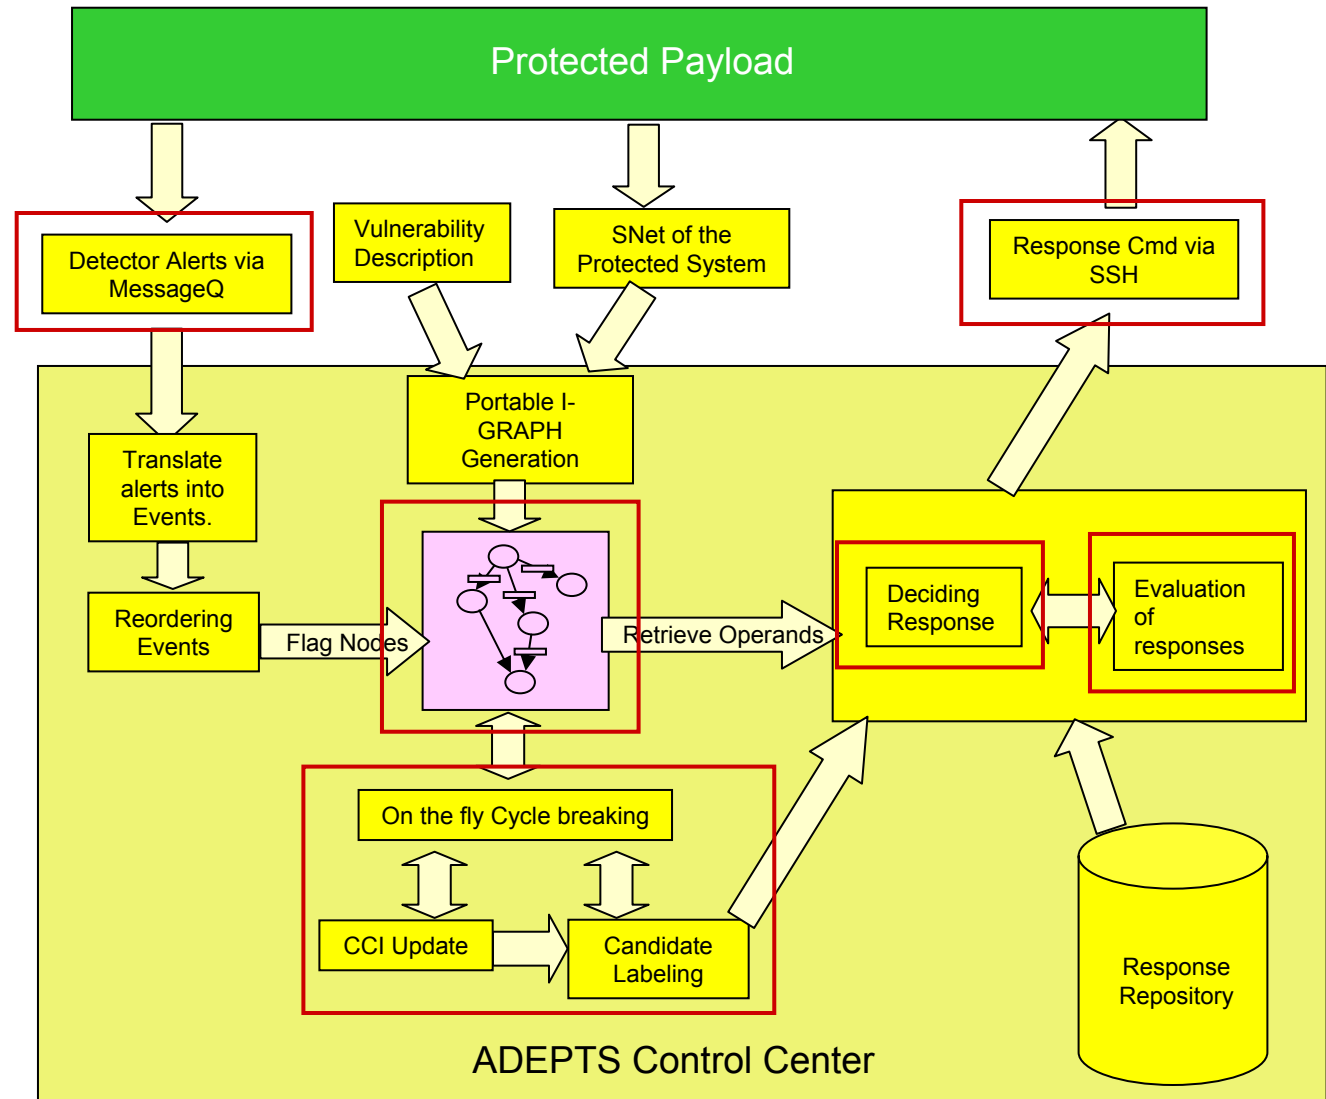 Protected Payload
Detector Alerts via
MessageQ
Vulnerability
Description
SNet of the
Protected System
Response Cmd via
SSH
Portable I-
GRAPH
Generation
Translate
alerts into
Events.
Reordering
Events
Flag Nodes
Retrieve Operands
Deciding
Response
Evaluation
of
responses
On the fly Cycle breaking
CCI Update
Candidate
Labeling
Response
Repository
ADEPTS Control Center